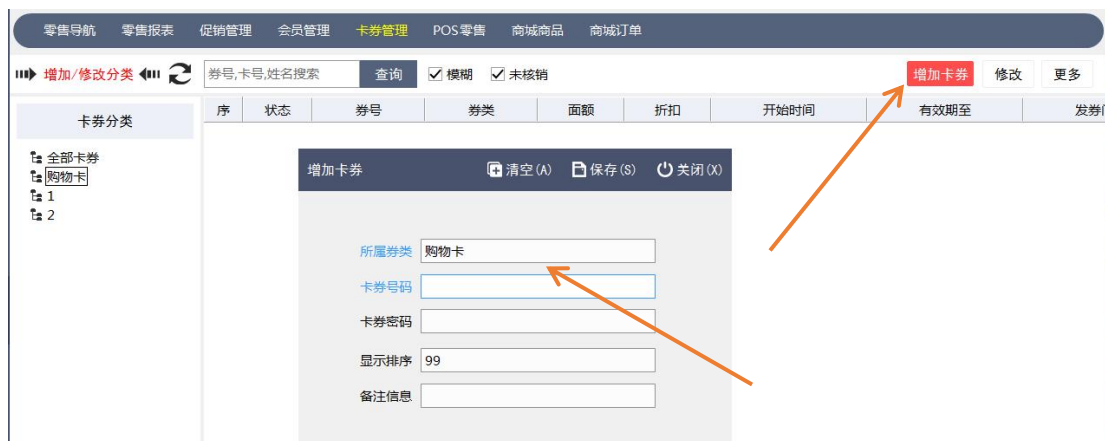 零售导航 零售报表 促销管理 会员管理 卡券管理 POS零售 商城商品 商城订单
增加/修改分类 券号,卡号,姓名搜索 查询 模糊 未核销 增加卡券 修改 更多
卡券分类 序 状态 券号 券类 面额 折扣 开始时间 有效期至 发券
全部卡券
购物卡
1
2
增加卡券 清空(A) 保存(S) 关闭(X)
所属券类 购物卡
卡券号码
卡券密码
显示排序 99
备注信息